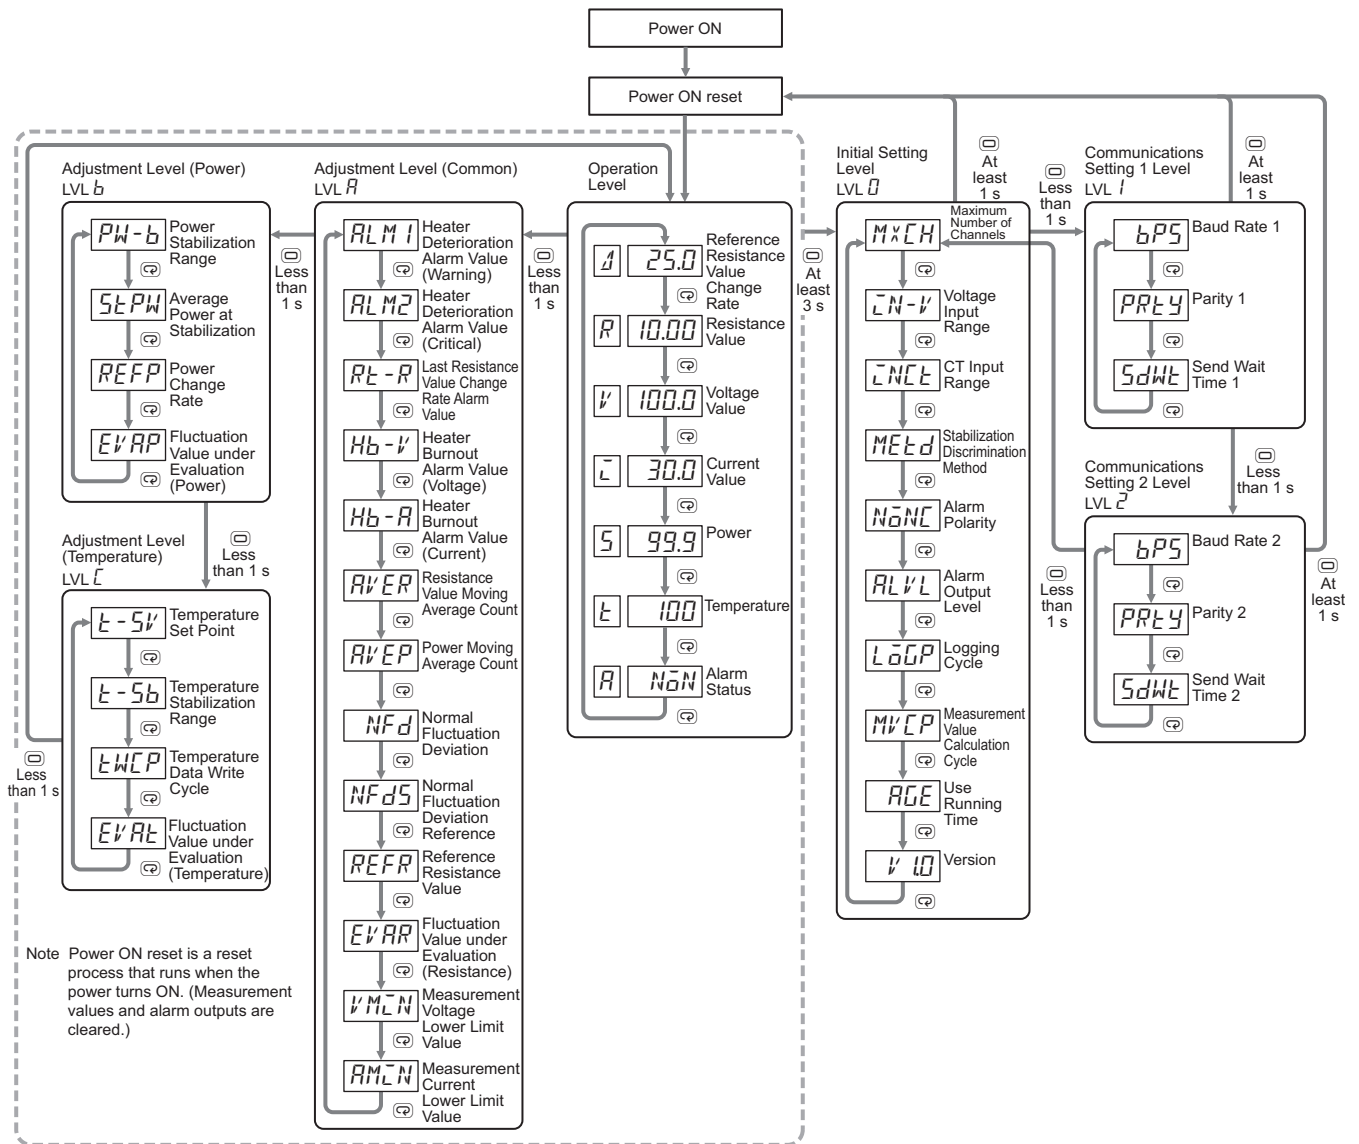 Power ON
Power ON reset
Adjustment Level (Power)
LVL b
PW-b
Power
Stabilization
Range
StPW
Average
Power at
Stabilization
REFP
Power
Change
Rate
EVAP
Fluctuation
Value under
Evaluation
(Power)
Less
than 1 s
Adjustment Level
(Temperature)
LVL C
t-SV
Temperature
Set Point
t-Sb
Temperature
Stabilization
Range
tWCP
Temperature
Data Write
Cycle
EVAt
Fluctuation
Value under
Evaluation
(Temperature)
Less
than 1 s
Note Power ON reset is a reset
process that runs when the
power turns ON. (Measurement
values and alarm outputs are
cleared.)
Less
than
1 s
Adjustment Level (Common)
LVL A
ALM1
Heater
Deterioration
Alarm Value
(Warning)
ALM2
Heater
Deterioration
Alarm Value
(Critical)
Rt-R
Last Resistance
Value Change
Rate Alarm
Value
Hb-V
Heater
Burnout
Alarm Value
(Voltage)
Hb-A
Heater
Burnout
Alarm Value
(Current)
AVER
Resistance
Value Moving
Average Count
AVEP
Power Moving
Average Count
NFd
Normal
Fluctuation
Deviation
NFdS
Normal
Fluctuation
Deviation
Reference
REFR
Reference
Resistance
Value
EVAR
Fluctuation
Value under
Evaluation
(Resistance)
VMIN
Measurement
Voltage
Lower Limit
Value
AMIN
Measurement
Current
Lower Limit
Value
Less
than
1 s
Operation
Level
Δ 25.0
Reference
Resistance
Value
Change
Rate
R 10.00
Resistance
Value
V 100.0
Voltage
Value
I 30.0
Current
Value
S 99.9
Power
t 100
Temperature
A NON
Alarm
Status
At
least
3 s
Initial Setting
Level
LVL 0
At
least
1 s
MXCH
Maximum
Number of
Channels
IN-V
Voltage
Input
Range
INCt
CT Input
Range
MEtd
Stabilization
Discrimination
Method
NONC
Alarm
Polarity
ALVL
Alarm
Output
Level
LOGP
Logging
Cycle
MVCP
Measurement
Value
Calculation
Cycle
AGE
Use
Running
Time
V 1.0
Version
Less
than
1 s
Communications
Setting 1 Level
LVL 1
At
least
1 s
bPS
Baud Rate 1
PRtY
Parity 1
SdWt
Send Wait
Time 1
Less
than 1 s
Communications
Setting 2 Level
LVL 2
bPS
Baud Rate 2
PRtY
Parity 2
SdWt
Send Wait
Time 2
Less
than
1 s
At
least
1 s